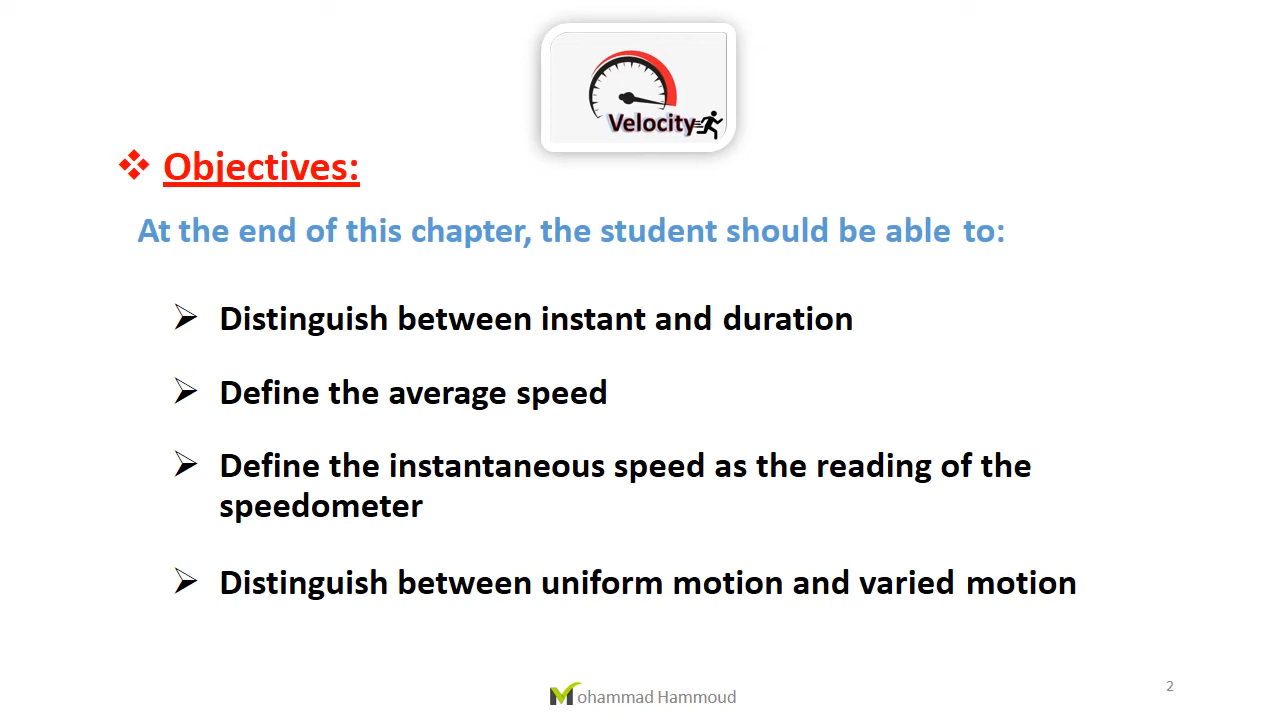 Velocity
Objectives:
At the end of this chapter, the student should be able to:
Distinguish between instant and duration
Define the average speed
Define the instantaneous speed as the reading of the
speedometer
Distinguish between uniform motion and varied motion
Mohammad Hammoud
2